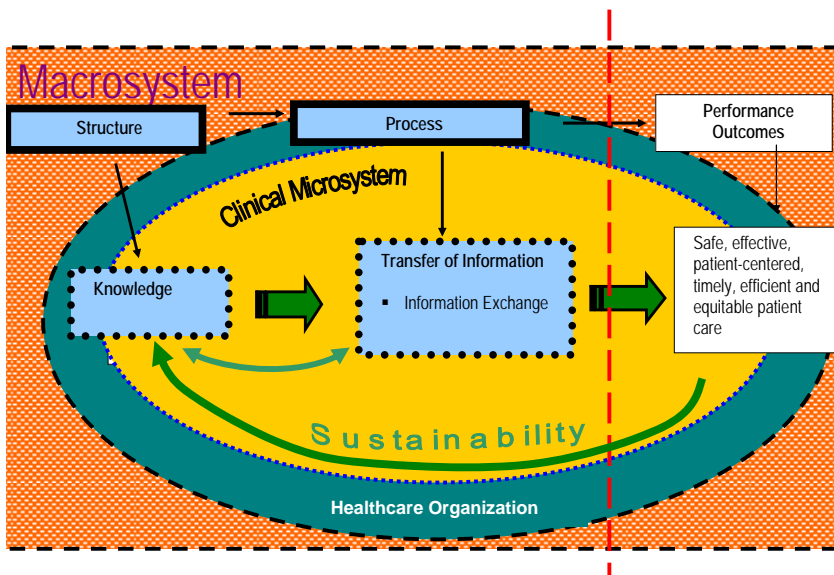 Macrosystem
Structure
Process
Performance
Outcomes
Clinical Microsystem
Knowledge
Transfer of Information
▪ Information Exchange
Safe, effective,
patient-centered,
timely, efficient and
equitable patient
care
Sustainability
Healthcare Organization